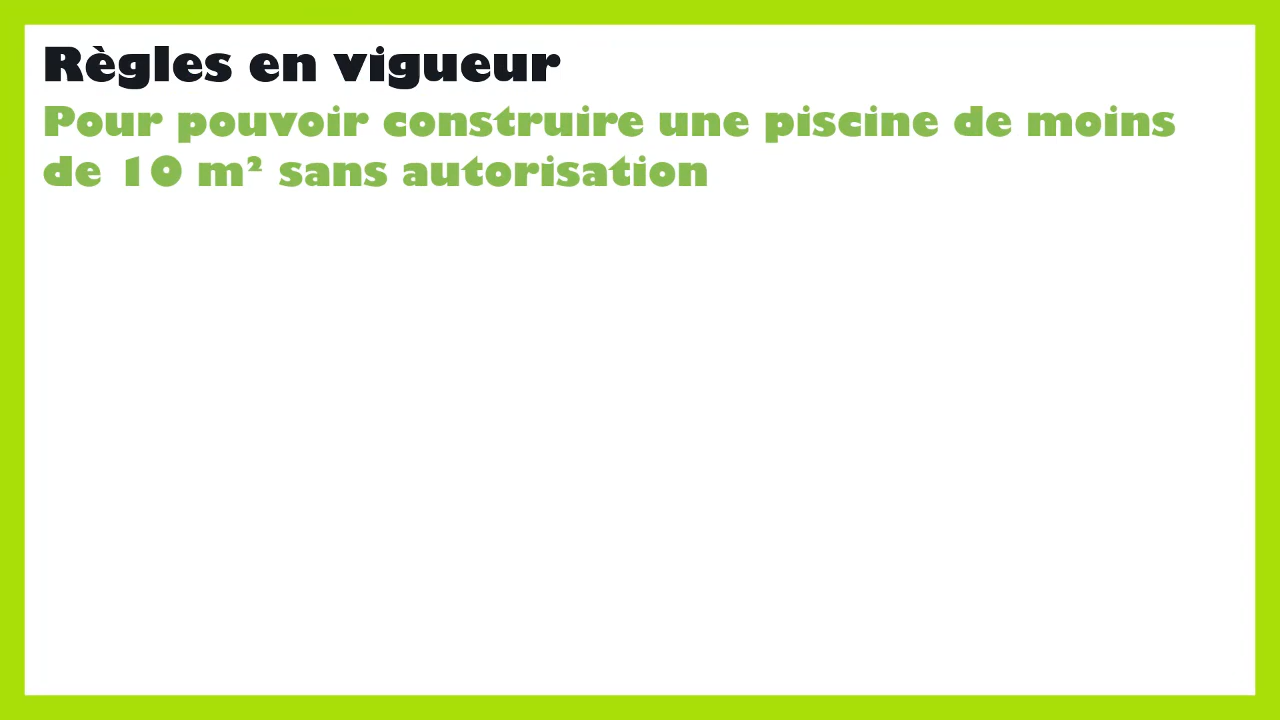 Règles en vigueur
Pour pouvoir construire une piscine de moins
de 10 m² sans autorisation